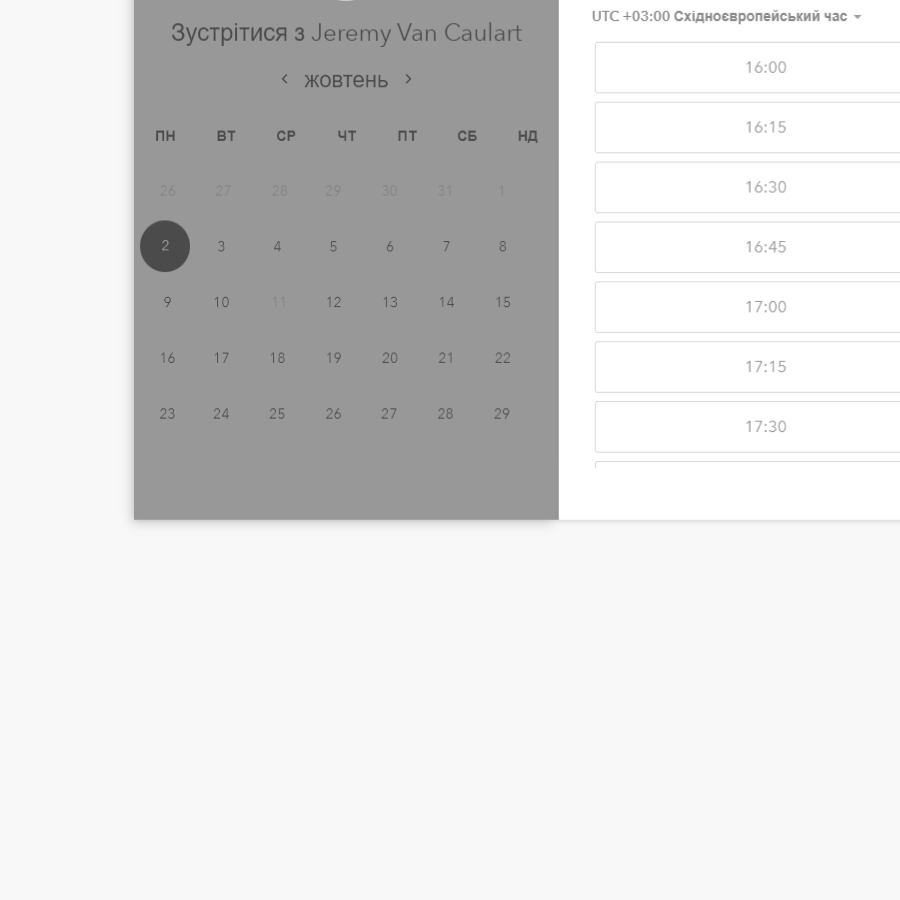 Зустрітися з Jeremy Van Caulart
жовтень
ПН ВТ СР ЧТ ПТ СБ НД
26 27 28 29 30 31 1
2 3 4 5 6 7 8
9 10 11 12 13 14 15
16 17 18 19 20 21 22
23 24 25 26 27 28 29
UTC +03:00 Східноєвропейський час
16:00
16:15
16:30
16:45
17:00
17:15
17:30